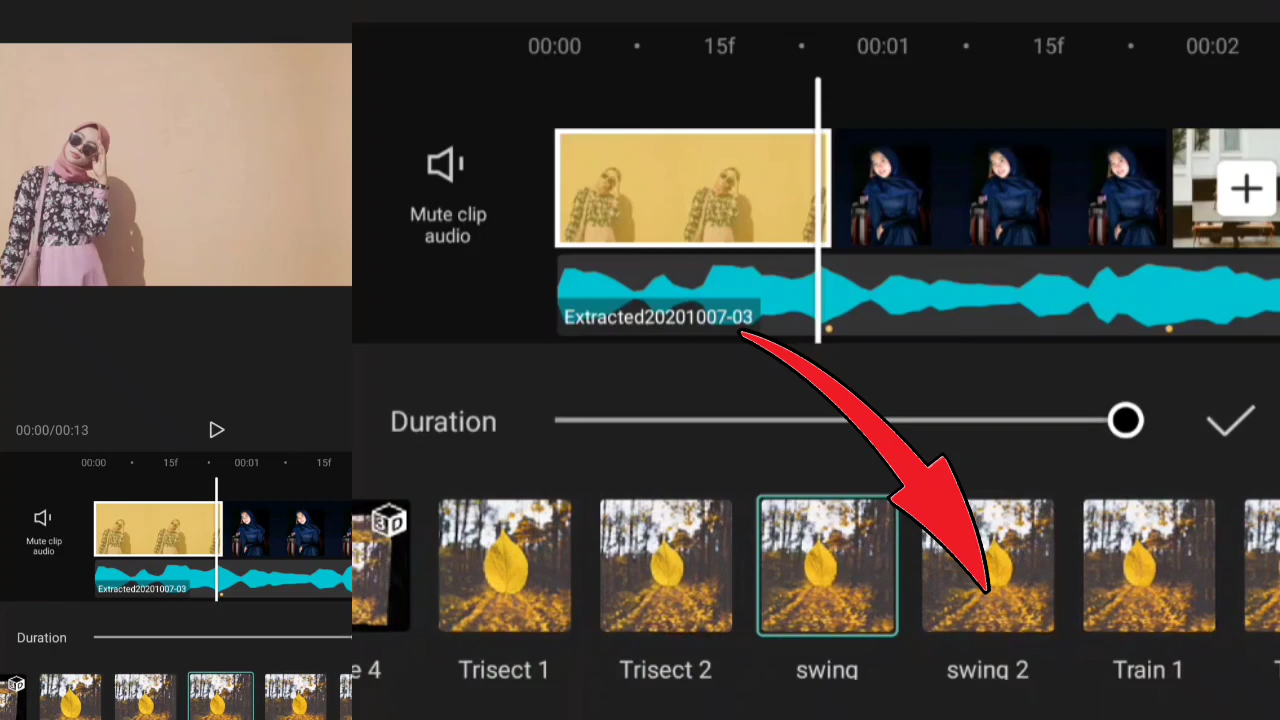 00:00/00:13
00:00
15f
00:01
15f
Mute clip
audio
Extracted20201007-03
Duration
3D
00:00
15f
00:01
15f
00:02
Mute clip
audio
Extracted20201007-03
Duration
3D
e 4
Trisect 1
Trisect 2
swing
swing 2
Train 1